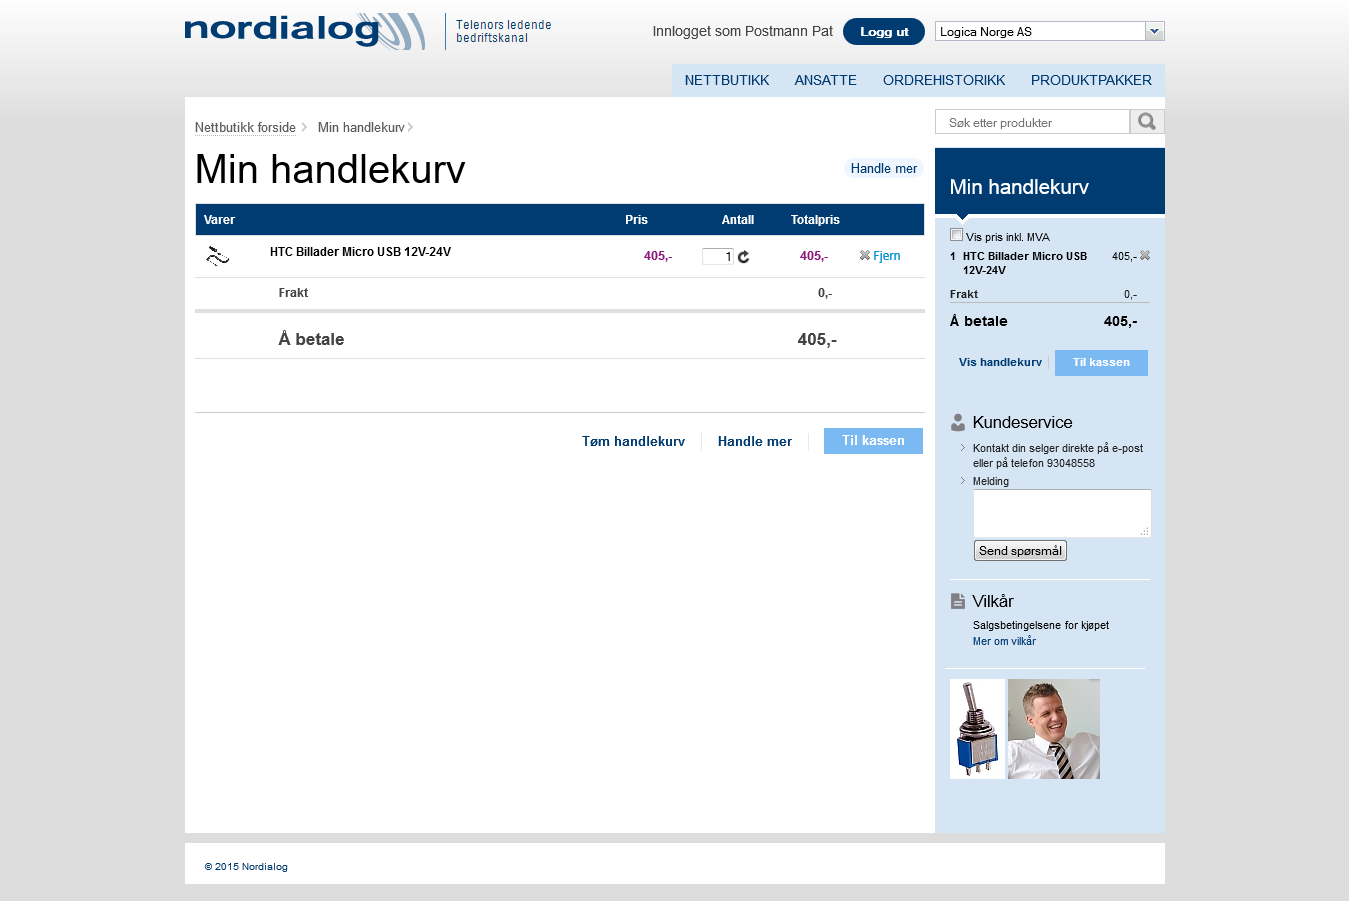 nordialog
Telenors ledende
bedriftskanal
Innlogget som Postmann Pat
Logg ut
Logica Norge AS
NETTBUTIKK
ANSATTE
ORDREHISTORIKK
PRODUKTPAKKER
Nettbutikk forside
Min handlekurv
Søk etter produkter
Min handlekurv
Handle mer
Varer
Pris
Antall
Totalpris
HTC Billader Micro USB 12V-24V
405,-
1
405,-
Fjern
Frakt
0,-
Å betale
405,-
Tøm handlekurv
Handle mer
Til kassen
Min handlekurv
Vis pris inkl. MVA
1 HTC Billader Micro USB 405,-
12V-24V
Frakt 0,-
Å betale 405,-
Vis handlekurv
Til kassen
Kundeservice
Kontakt din selger direkte på e-post
eller på telefon 93048558
Melding
Send spørsmål
Vilkår
Salgsbetingelsene for kjøpet
Mer om vilkår
© 2015 Nordialog